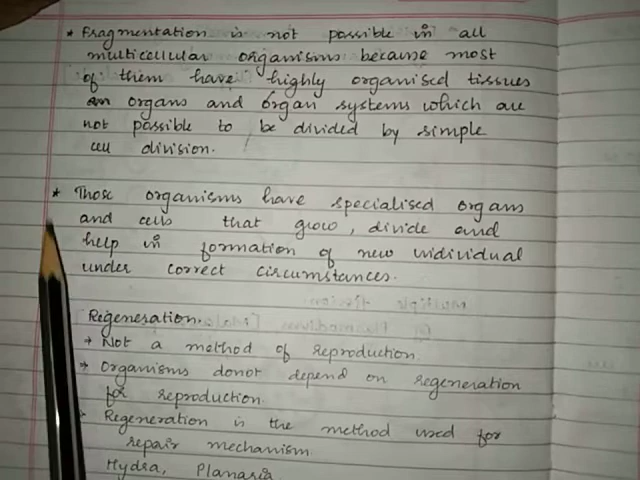 * Fragmentation is not possible in all
multicellular organisms because most
of them have highly organised tissues
organs and organ systems which are
not possible to be divided by simple
cell division.
* Those organisms have specialised organs
and cells that grow, divide and
help in formation of new individual
under correct circumstances.
Regeneration.
→ Not a method of reproduction.
→ Organisms donot depend on regeneration
for reproduction.
Regeneration is the method used for
repair mechanism.
Hydra, Planaria